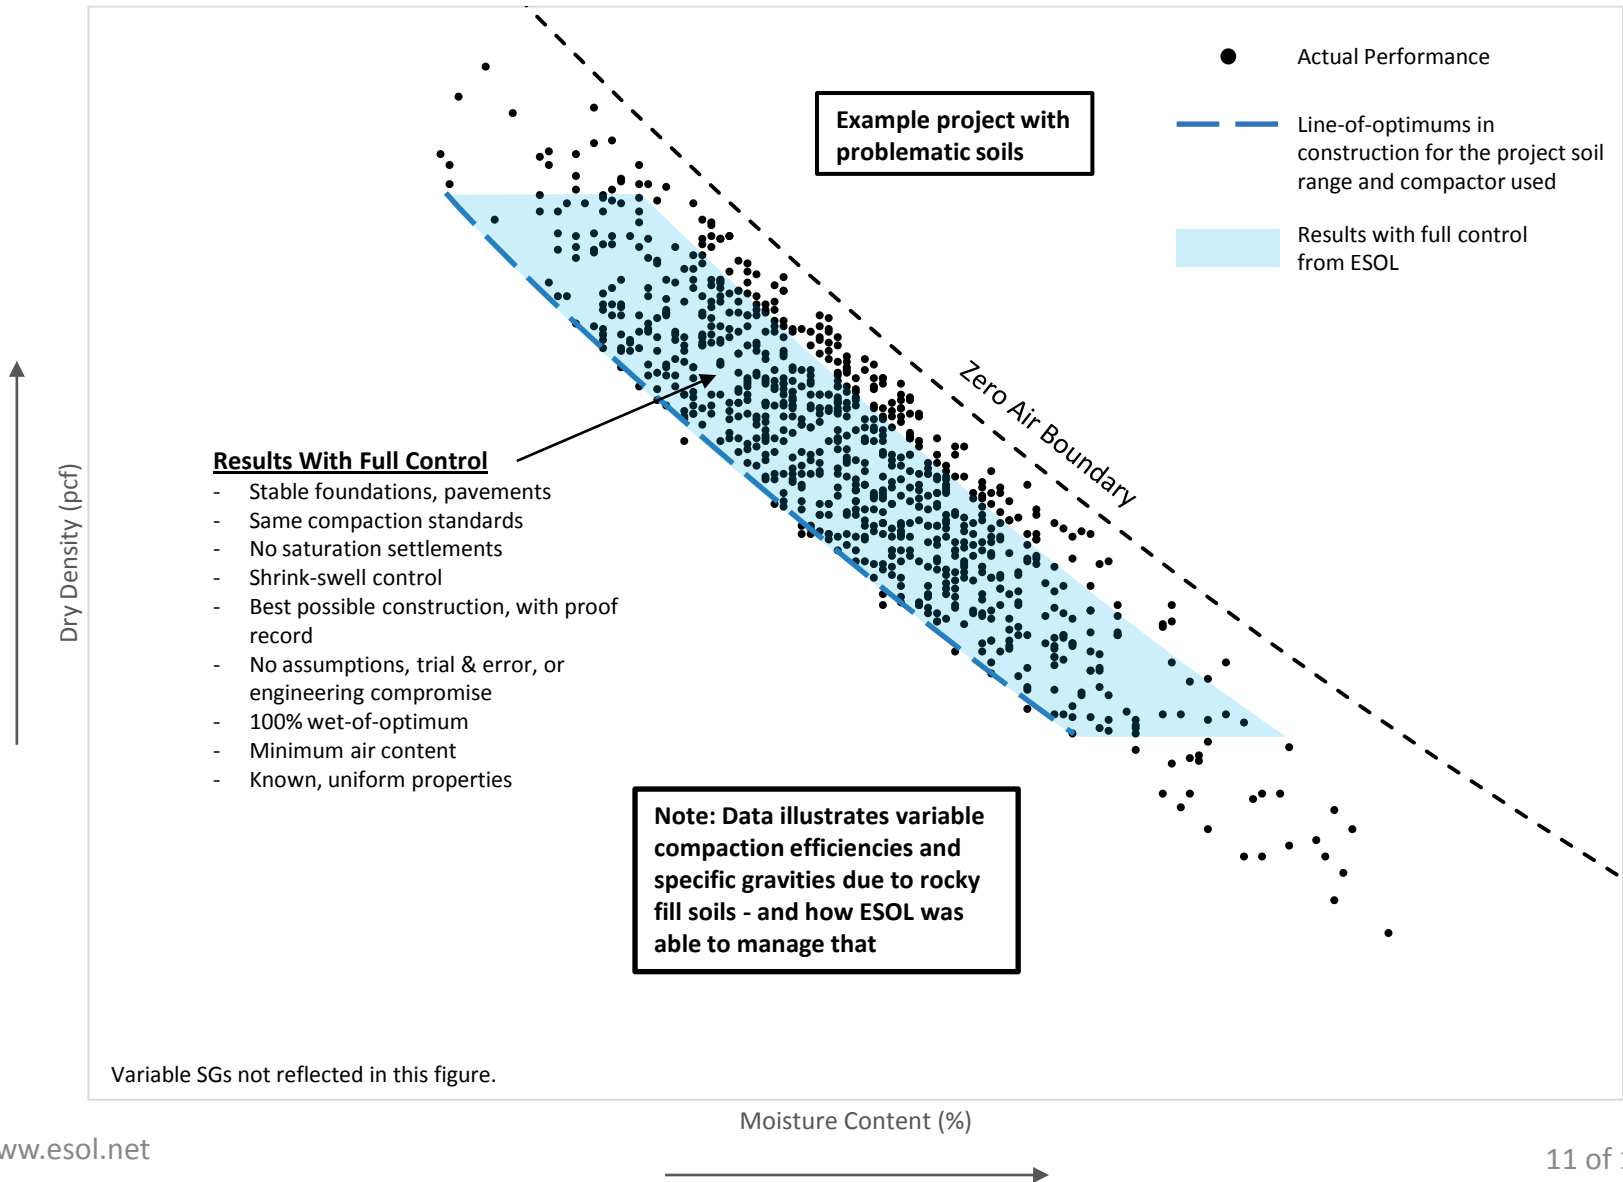 Actual Performance
Example project with
problematic soils
Line-of-optimums in
construction for the project soil
range and compactor used
Results with full control
from ESOL
Zero Air Boundary
Dry Density (pcf)
Results With Full Control
- Stable foundations, pavements
- Same compaction standards
- No saturation settlements
- Shrink-swell control
- Best possible construction, with proof
record
- No assumptions, trial & error, or
engineering compromise
- 100% wet-of-optimum
- Minimum air content
- Known, uniform properties
Note: Data illustrates variable
compaction efficiencies and
specific gravities due to rocky
fill soils - and how ESOL was
able to manage that
Variable SGs not reflected in this figure.
Moisture Content (%)
ww.esol.net
11 of